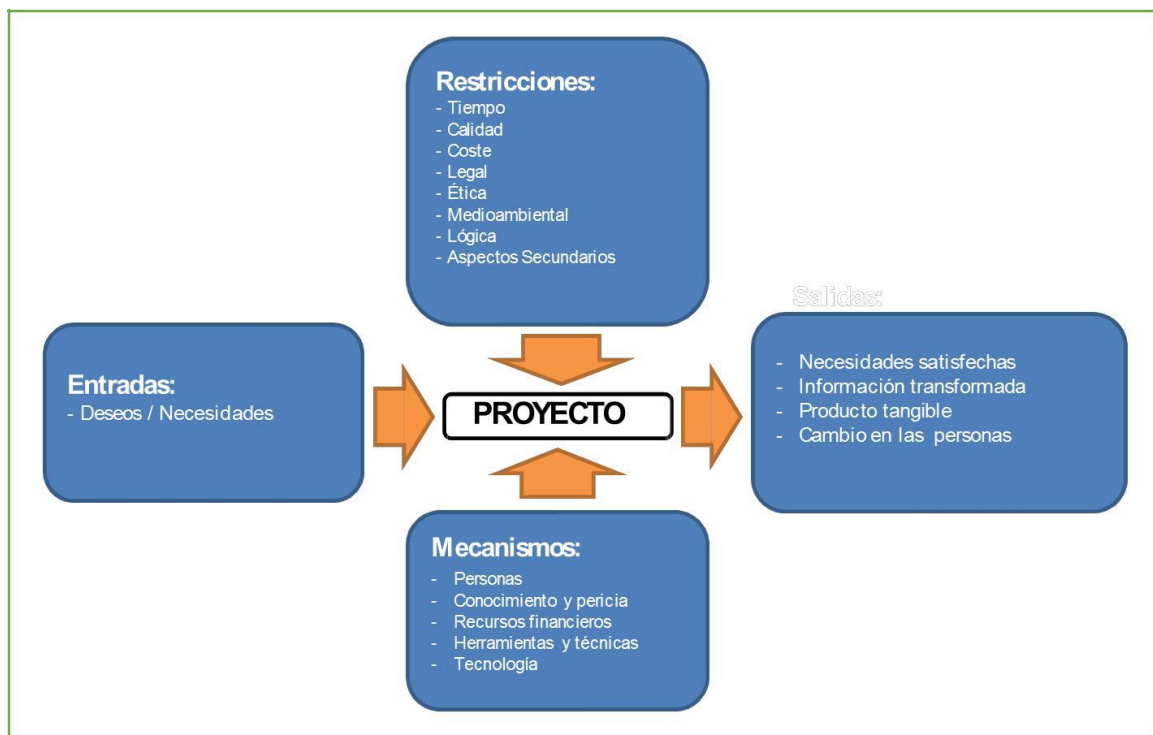 Restricciones:
- Tiempo
- Calidad
- Coste
- Legal
- Ética
- Medioambiental
- Lógica
- Aspectos Secundarios
Entradas:
- Deseos / Necesidades
PROYECTO
Salidas:
- Necesidades satisfechas
- Información transformada
- Producto tangible
- Cambio en las personas
Mecanismos:
- Personas
- Conocimiento y pericia
- Recursos financieros
- Herramientas y técnicas
- Tecnología